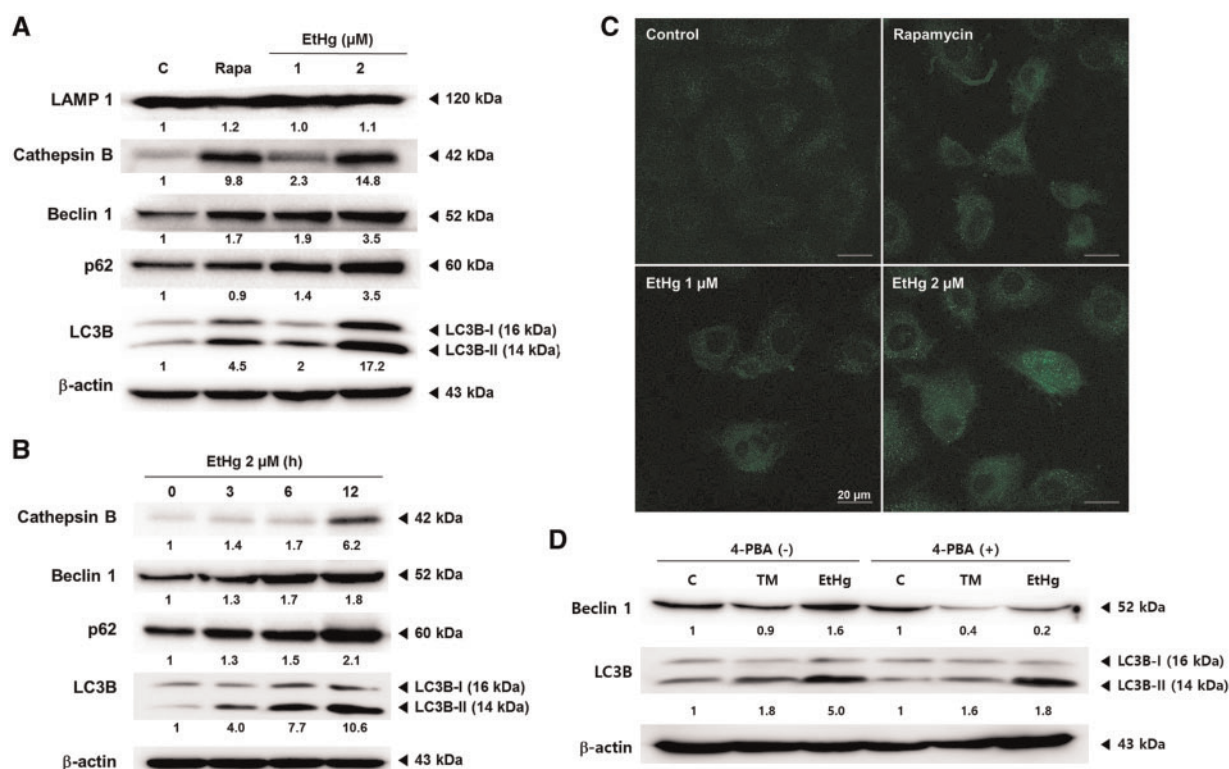 A
EtHg (µM)
C Rapa 1 2
LAMP 1 ◄ 120 kDa
1 1.2 1.0 1.1
Cathepsin B ◄ 42 kDa
1 9.8 2.3 14.8
Beclin 1 ◄ 52 kDa
1 1.7 1.9 3.5
p62 ◄ 60 kDa
1 0.9 1.4 3.5
LC3B ◄ LC3B-I (16 kDa)
◄ LC3B-II (14 kDa)
1 4.5 2 17.2
β-actin ◄ 43 kDa
B
EtHg 2 µM (h)
0 3 6 12
Cathepsin B ◄ 42 kDa
1 1.4 1.7 6.2
Beclin 1 ◄ 52 kDa
1 1.3 1.7 1.8
p62 ◄ 60 kDa
1 1.3 1.5 2.1
LC3B ◄ LC3B-I (16 kDa)
◄ LC3B-II (14 kDa)
1 4.0 7.7 10.6
β-actin ◄ 43 kDa
C
Control Rapamycin
EtHg 1 µM EtHg 2 µM
20 µm
D
4-PBA (-) 4-PBA (+)
C TM EtHg C TM EtHg
Beclin 1 ◄ 52 kDa
1 0.9 1.6 1 0.4 0.2
LC3B ◄ LC3B-I (16 kDa)
◄ LC3B-II (14 kDa)
1 1.8 5.0 1 1.6 1.8
β-actin ◄ 43 kDa